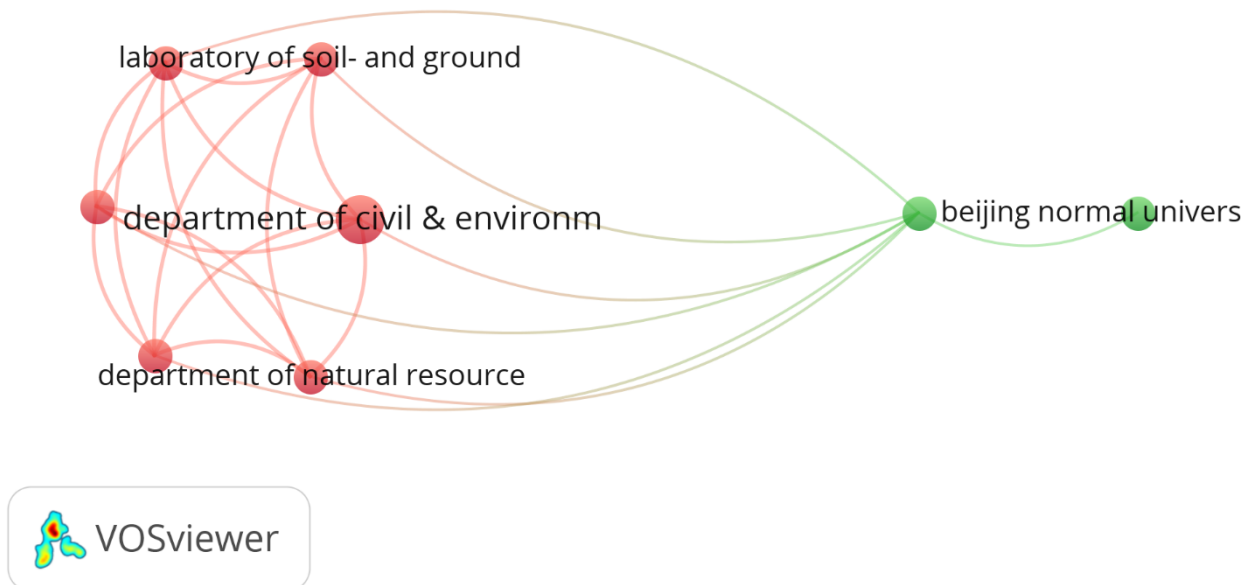 laboratory of soil- and ground
department of civil & environm
beijing normal univers
department of natural resource
VOSviewer